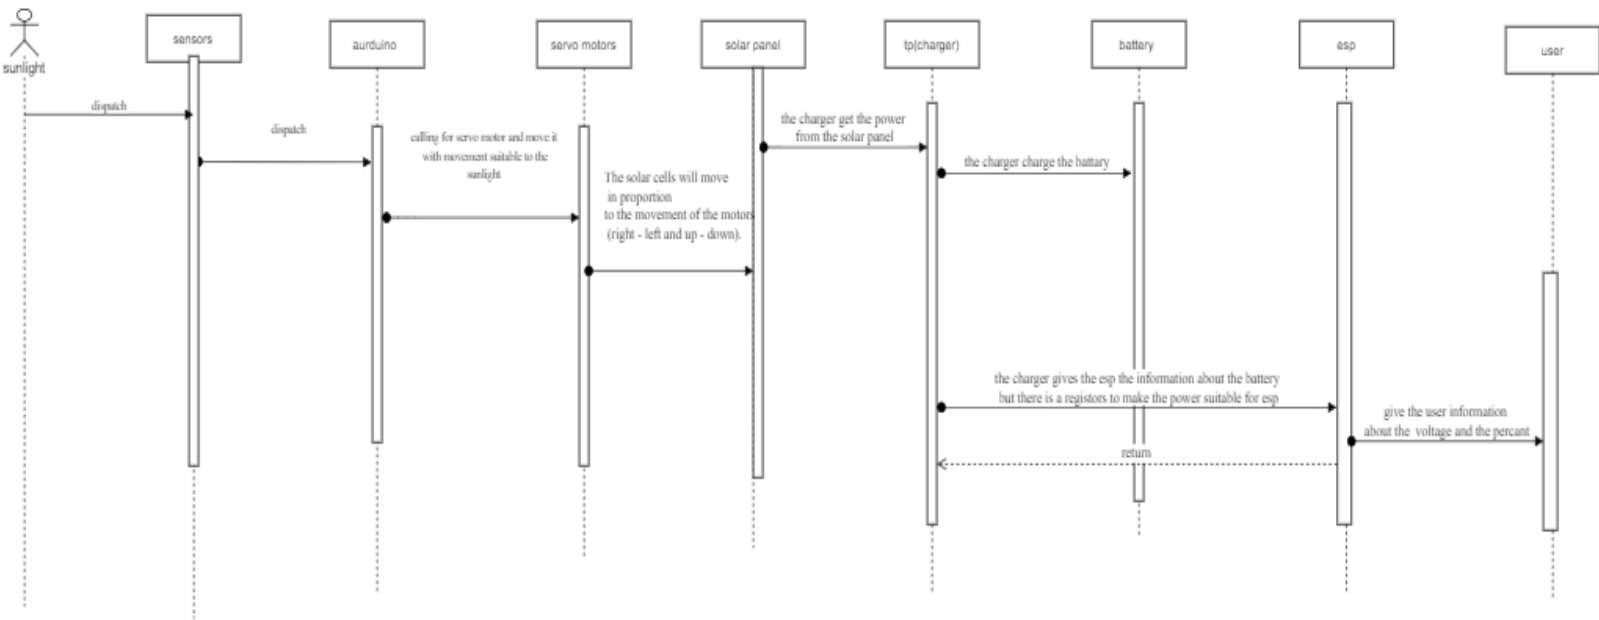 sunlight
sensors
aurduino
servo motors
solar panel
tp(charger)
battery
esp
user
dispatch
dispatch
calling for servo motor and move it
with movement suitable to the
sunlight
The solar cells will move
in proportion
to the movement of the motors
(right - left and up - down).
the charger get the power
from the solar panel
the charger charge the battary
the charger gives the esp the information about the battery
but there is a registors to make the power suitable for esp
give the user information
about the voltage and the percant
return